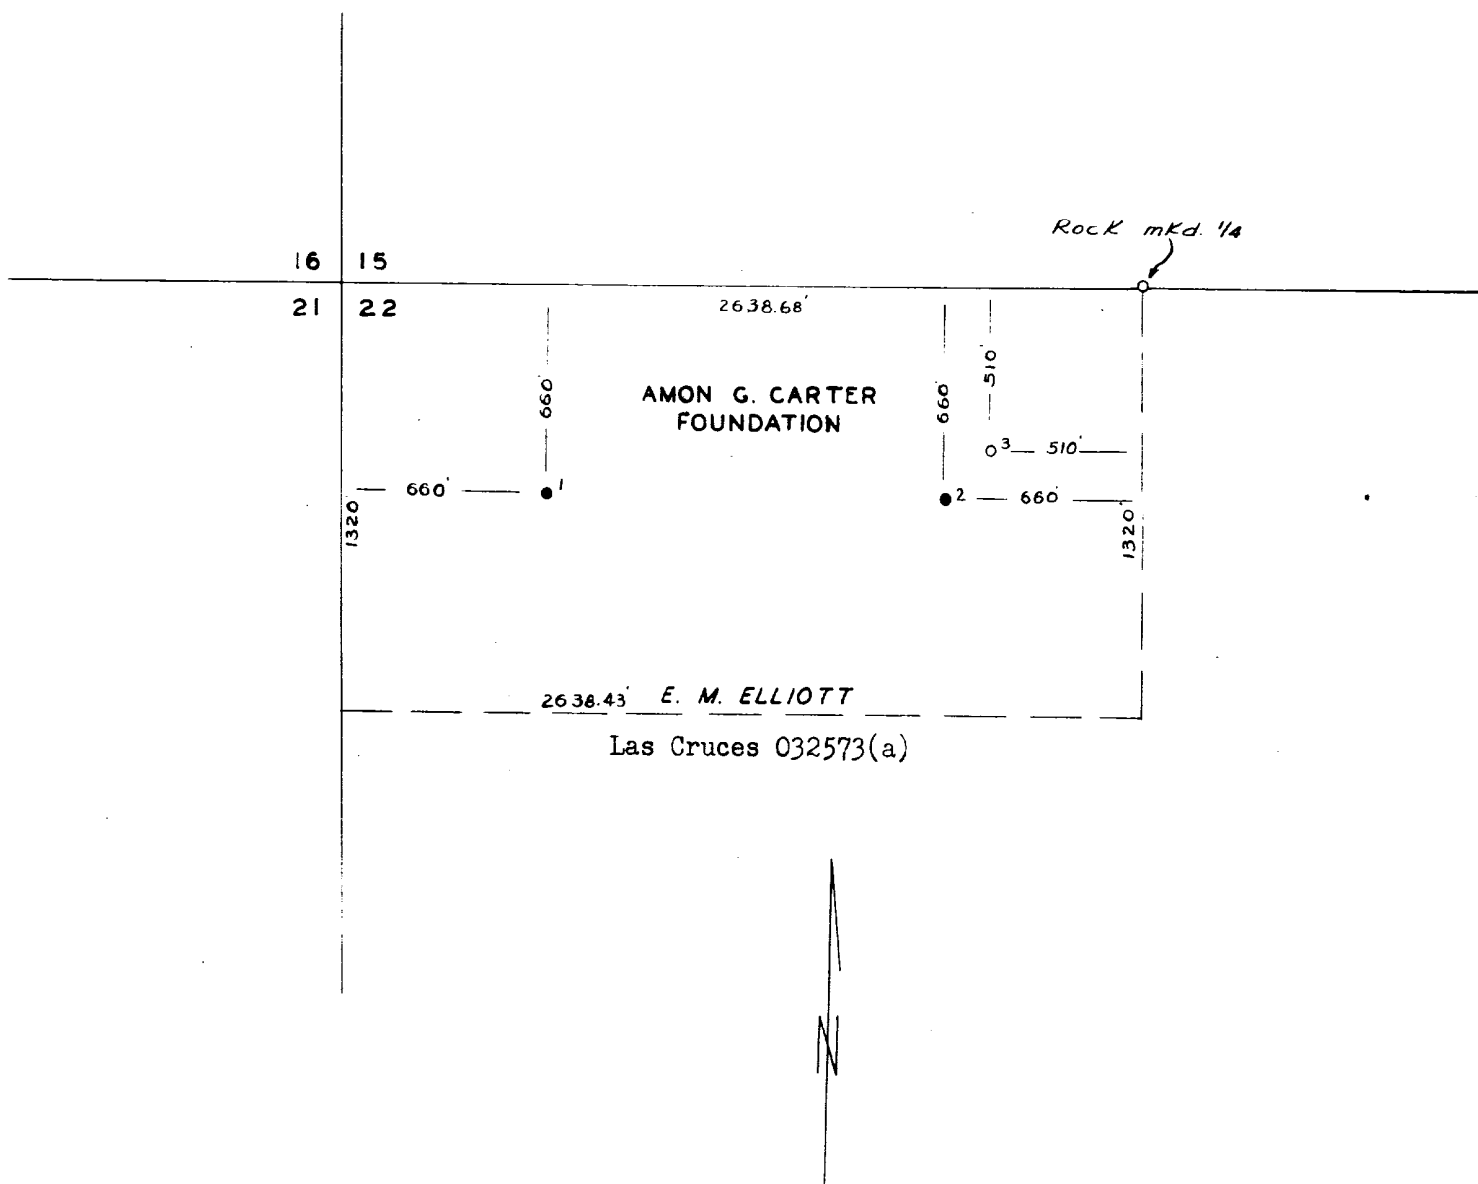 Rock mkd. 1/4
16 15
21 22
2638.68'
660'
660'
510'
AMON G. CARTER
FOUNDATION
3 510'
660' 1
2 660'
1320'
1320'
2638.43' E. M. ELLIOTT
Las Cruces 032573(a)
N